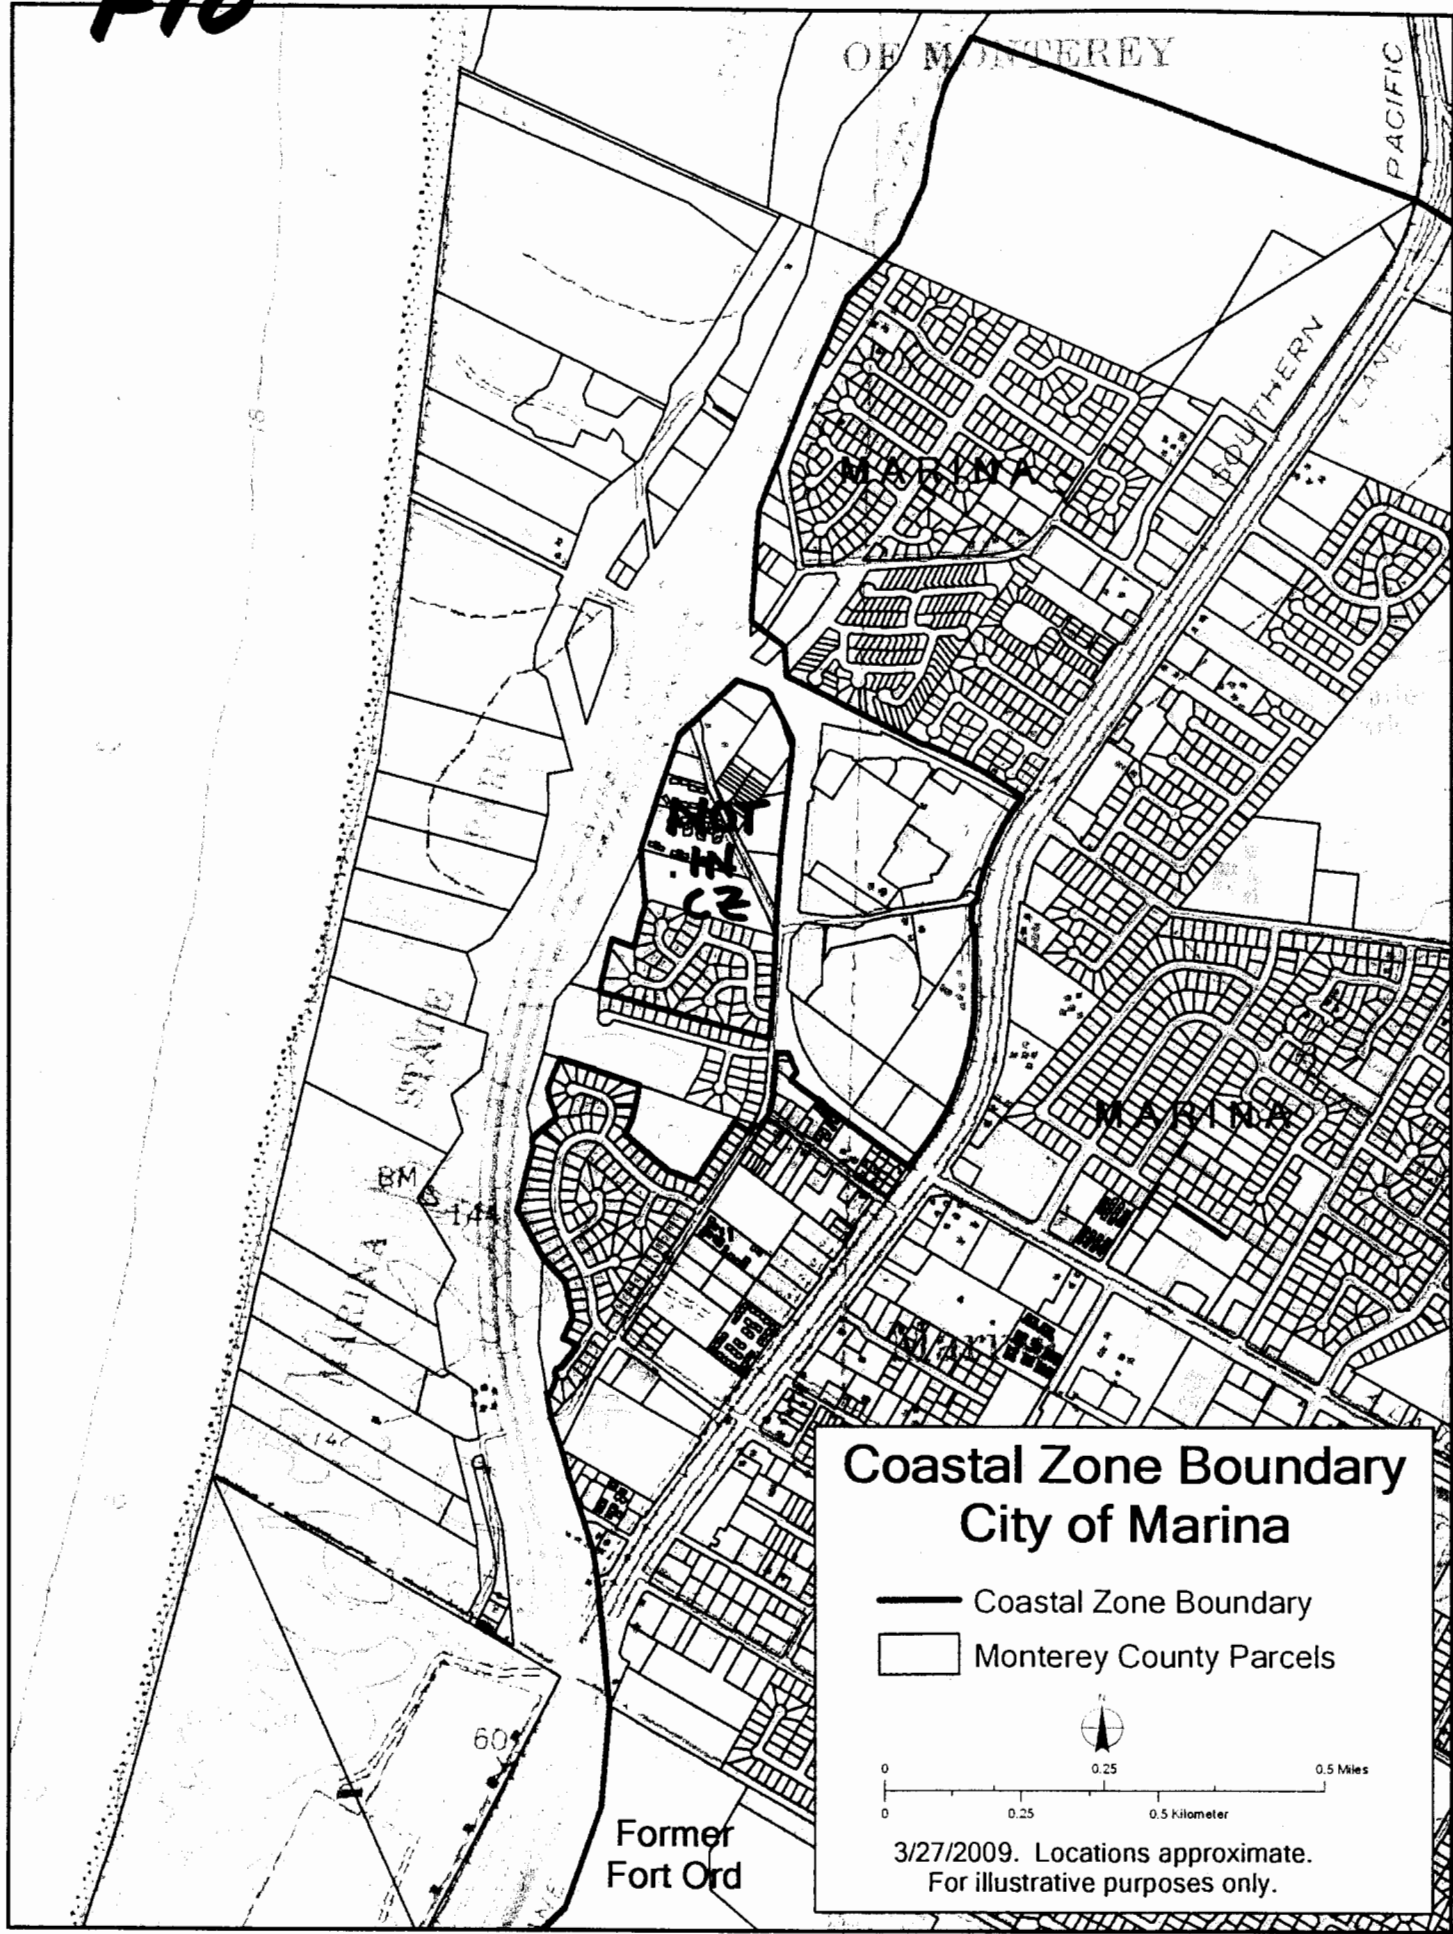 OF MONTEREY
PACIFIC
SOUTHERN
LANE
MARINA
NOT
IN
CZ
STATE
MARINA
BM
144
MARINA
Mari
60
Former
Fort Ord
Coastal Zone Boundary
City of Marina
Coastal Zone Boundary
Monterey County Parcels
N
0 0.25 0.5 Miles
0 0.25 0.5 Kilometer
3/27/2009. Locations approximate.
For illustrative purposes only.